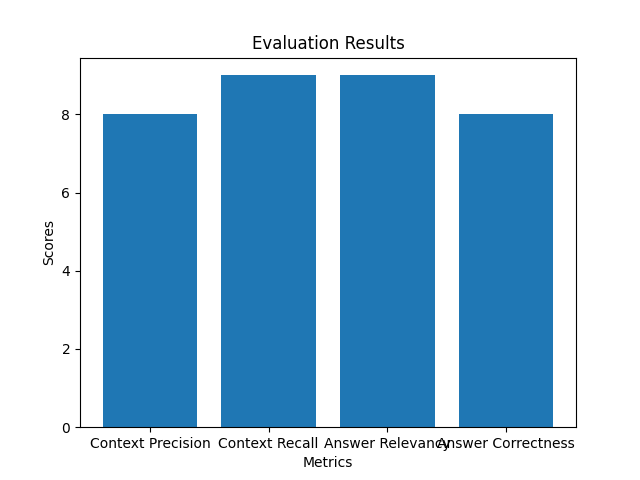 Evaluation Results
Scores
8
6
4
2
0
Context Precision Context Recall Answer Relevancy Answer Correctness
Metrics